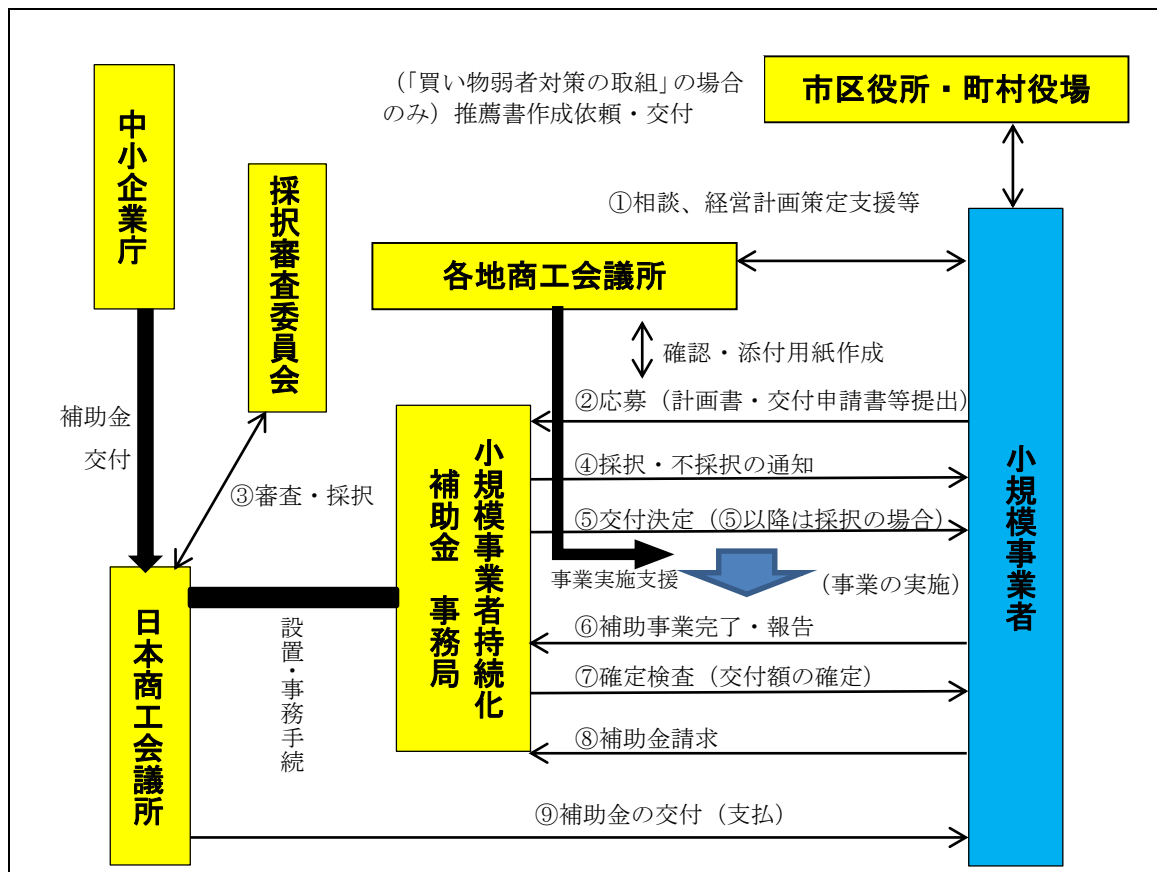 中小企業庁
採択審査委員会
(「買い物弱者対策の取組」の場合
のみ）推薦書作成依頼・交付
市区役所・町村役場
①相談、経営計画策定支援等
各地商工会議所
確認・添付用紙作成
②応募（計画書・交付申請書等提出）
補助金
交付
③審査・採択
小規模事業者持続化
補助金　事務局
④採択・不採択の通知
⑤交付決定（⑤以降は採択の場合）
事業実施支援
（事業の実施）
小規模事業者
日本商工会議所
設置・事務手続
⑥補助事業完了・報告
⑦確定検査（交付額の確定）
⑧補助金請求
⑨補助金の交付（支払）